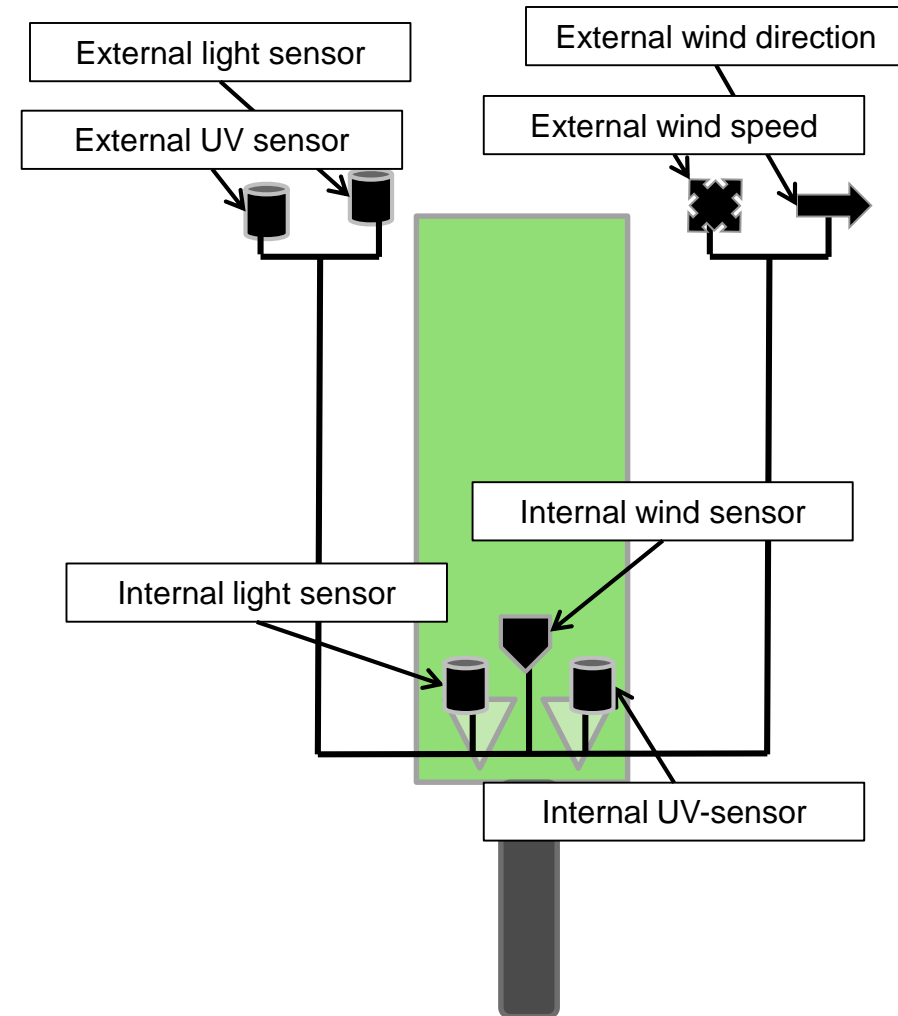 External light sensor
External wind direction
External UV sensor
External wind speed
Internal wind sensor
Internal light sensor
Internal UV-sensor